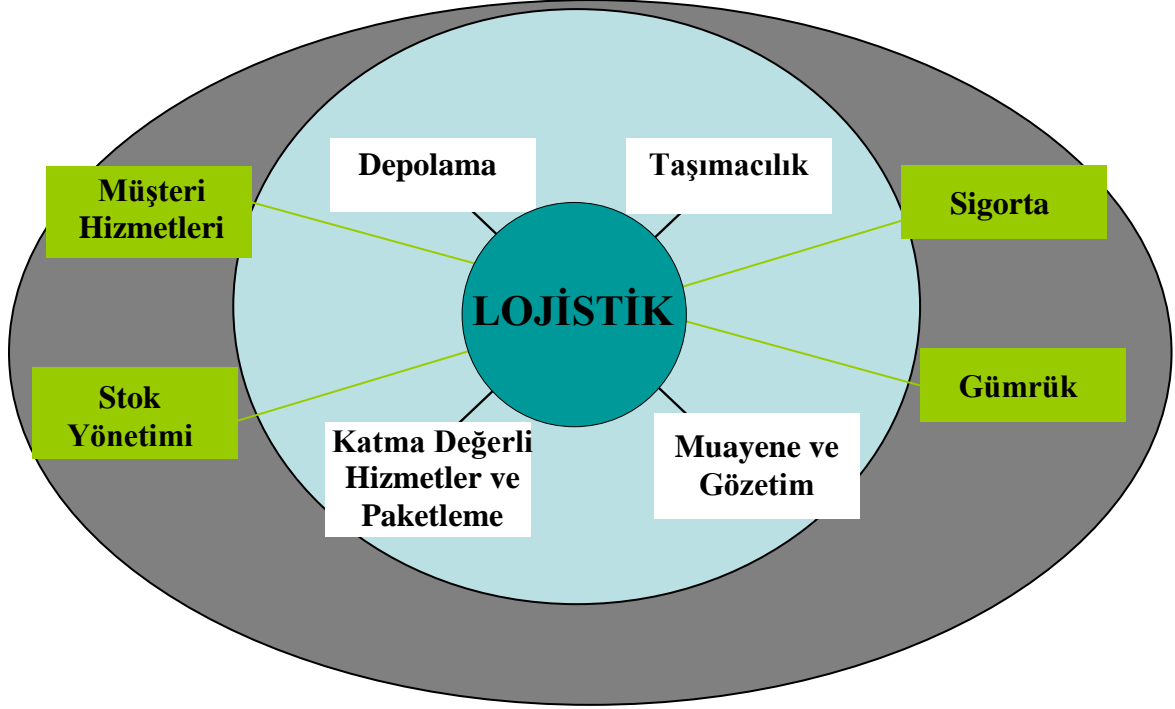 Depolama
Taşımacılık
Müşteri
Hizmetleri
Sigorta
LOJİSTİK
Stok
Yönetimi
Gümrük
Katma Değerli
Hizmetler ve
Paketleme
Muayene ve
Gözetim